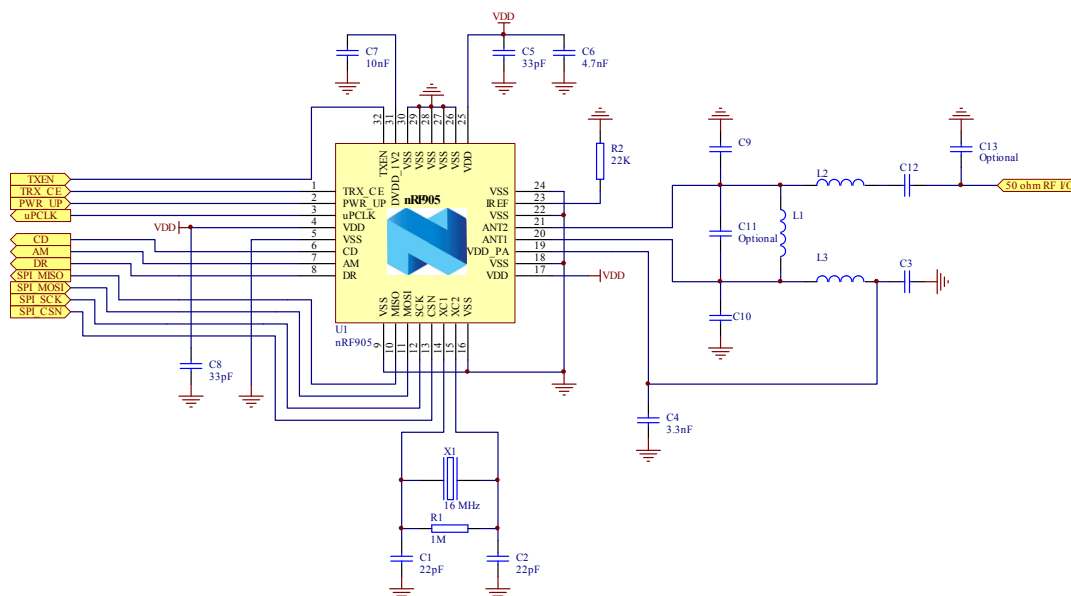 VDD
C7
10nF
C5
33pF
C6
4.7nF
32
31
30
29
28
27
26
25
TXEN
DVDD_1V2
VSS
VSS
VSS
VSS
VSS
VDD
R2
22K
C9
C13
Optional
L2
C12
50 ohm RF I/O
TXEN
TRX_CE
PWR_UP
uPCLK
CD
AM
DR
SPI_MISO
SPI_MOSI
SPI_SCK
SPI_CSN
VDD
1
2
3
4
5
6
7
8
TRX_CE
PWR_UP
uPCLK
VDD
VSS
CD
AM
DR
nRF905
VSS
IREF
VSS
ANT2
ANT1
VDD_PA
VSS
VDD
24
23
22
21
20
19
18
17
VDD
C11
Optional
L1
L3
C3
C10
VSS
MISO
MOSI
SCK
CSN
XC1
XC2
VSS
U1
nRF905
9
10
11
12
13
14
15
16
C8
33pF
C4
3.3nF
X1
16 MHz
R1
1M
C1
22pF
C2
22pF